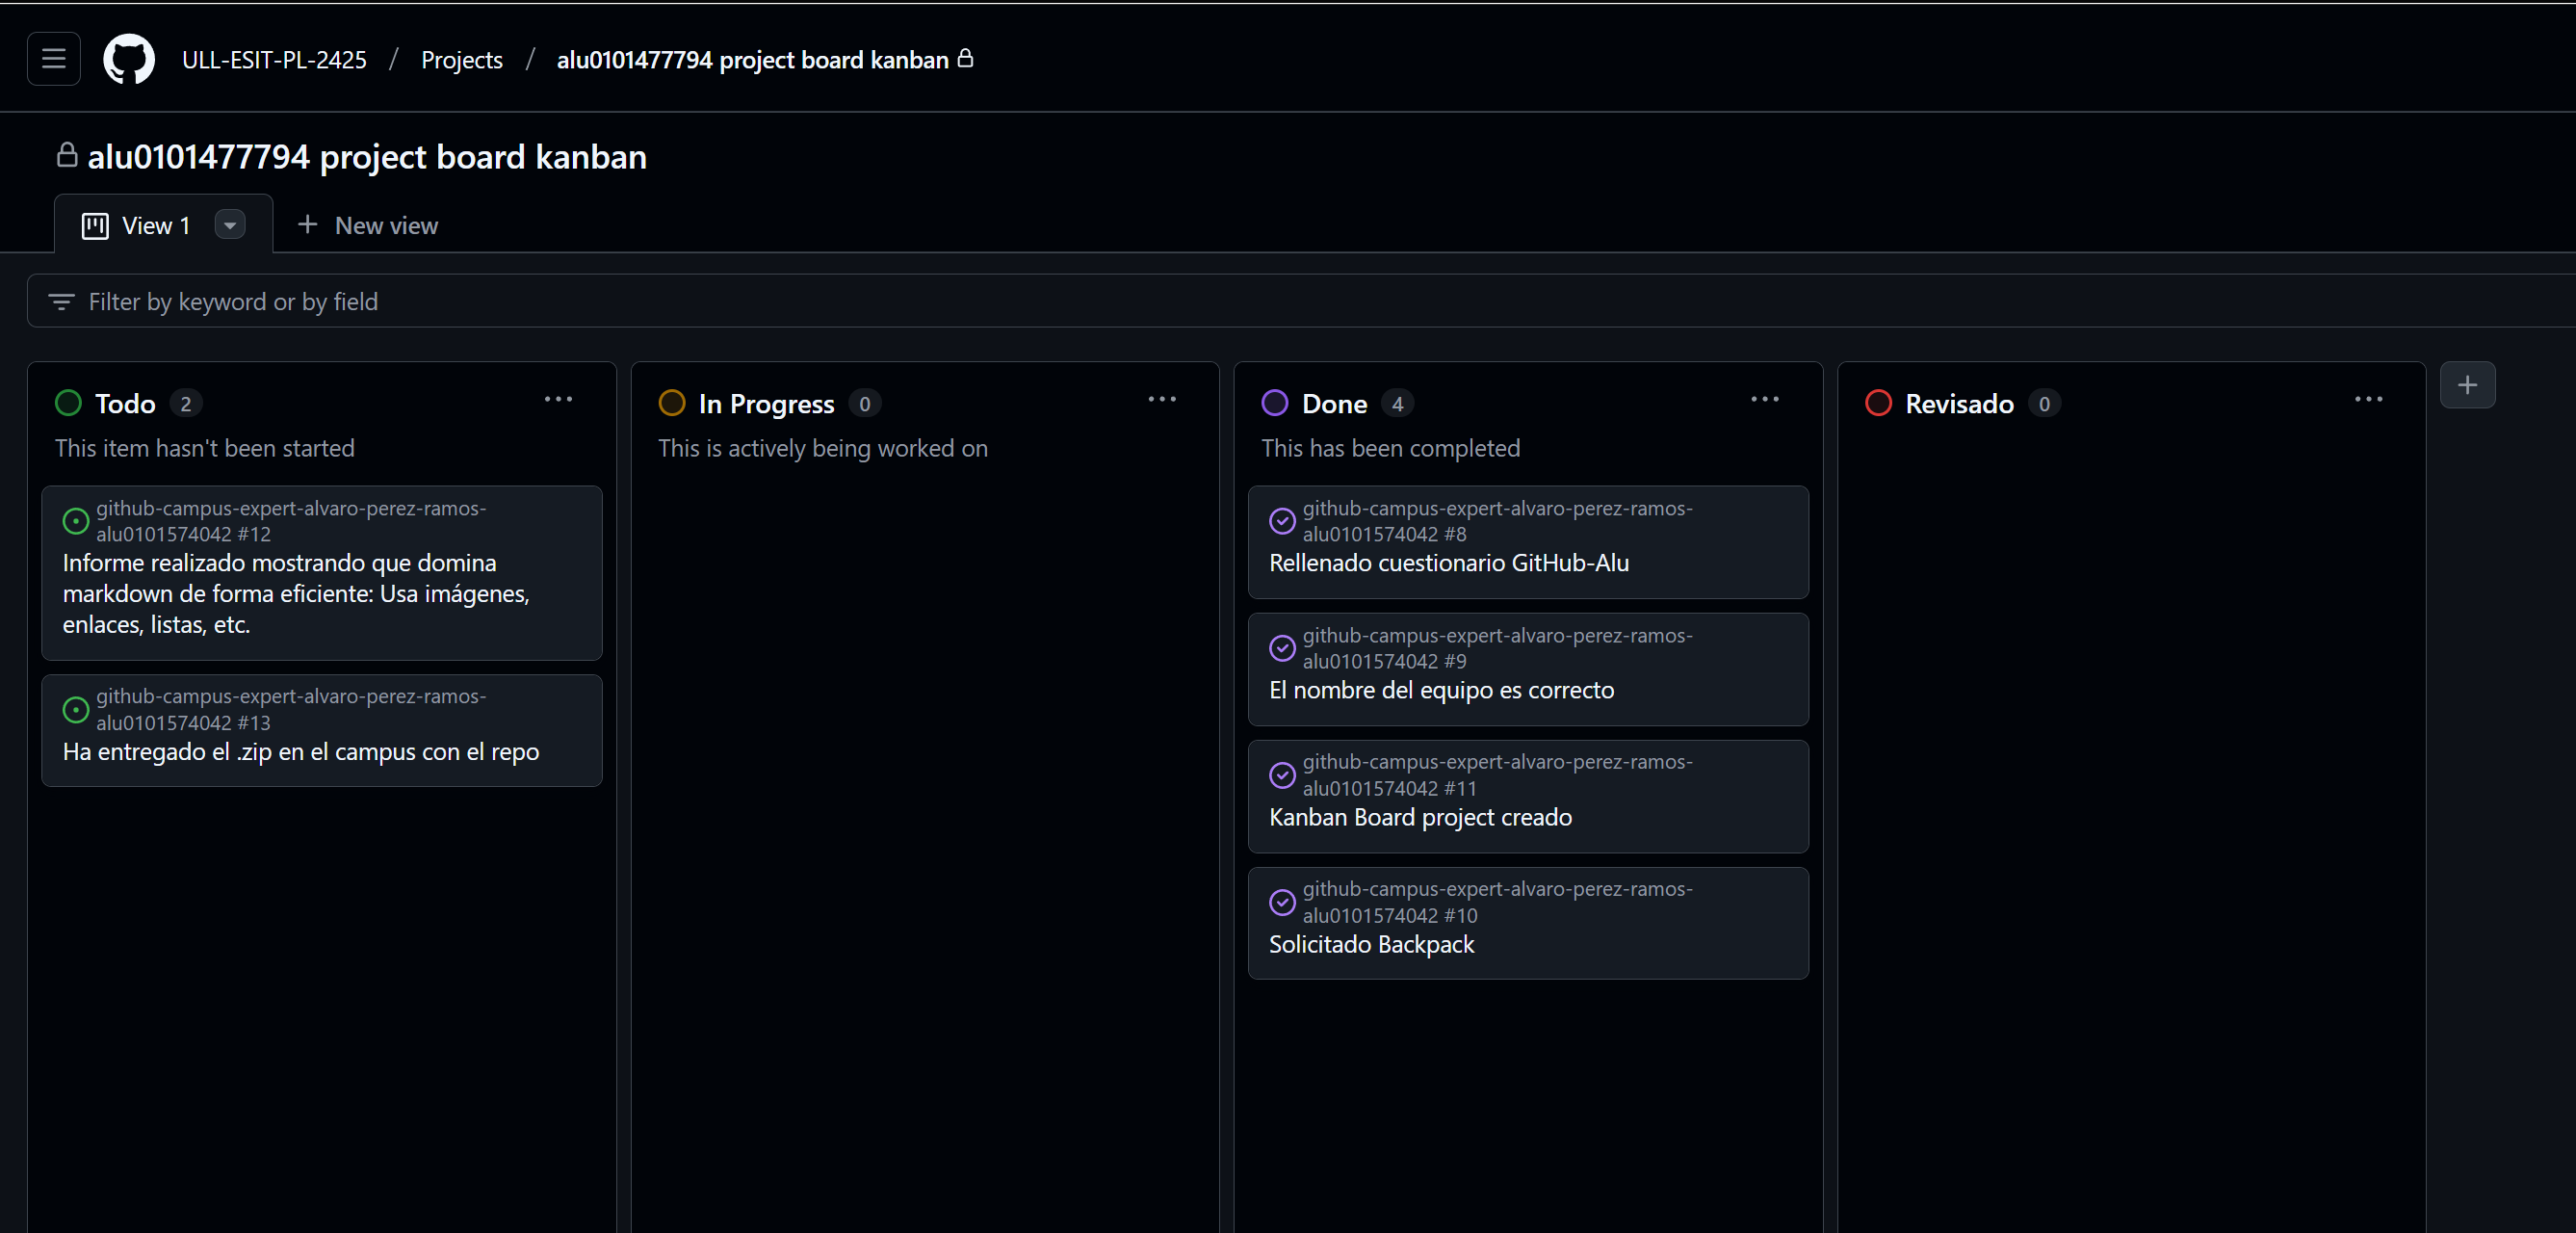 ULL-ESIT-PL-2425 / Projects / alu0101477794 project board kanban
alu0101477794 project board kanban
View 1
New view
Filter by keyword or by field
Todo 2
This item hasn't been started
github-campus-expert-alvaro-perez-ramos-
alu0101574042 #12
Informe realizado mostrando que domina
markdown de forma eficiente: Usa imágenes,
enlaces, listas, etc.
github-campus-expert-alvaro-perez-ramos-
alu0101574042 #13
Ha entregado el .zip en el campus con el repo
In Progress 0
This is actively being worked on
Done 4
This has been completed
github-campus-expert-alvaro-perez-ramos-
alu0101574042 #8
Rellenado cuestionario GitHub-Alu
github-campus-expert-alvaro-perez-ramos-
alu0101574042 #9
El nombre del equipo es correcto
github-campus-expert-alvaro-perez-ramos-
alu0101574042 #11
Kanban Board project creado
github-campus-expert-alvaro-perez-ramos-
alu0101574042 #10
Solicitado Backpack
Revisado 0